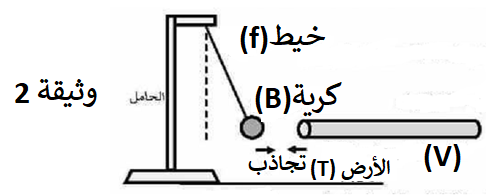 خيط(f)
كرية(B)
وثيقة 2
الحامل
تجاذب
(V)
الأرض (T)